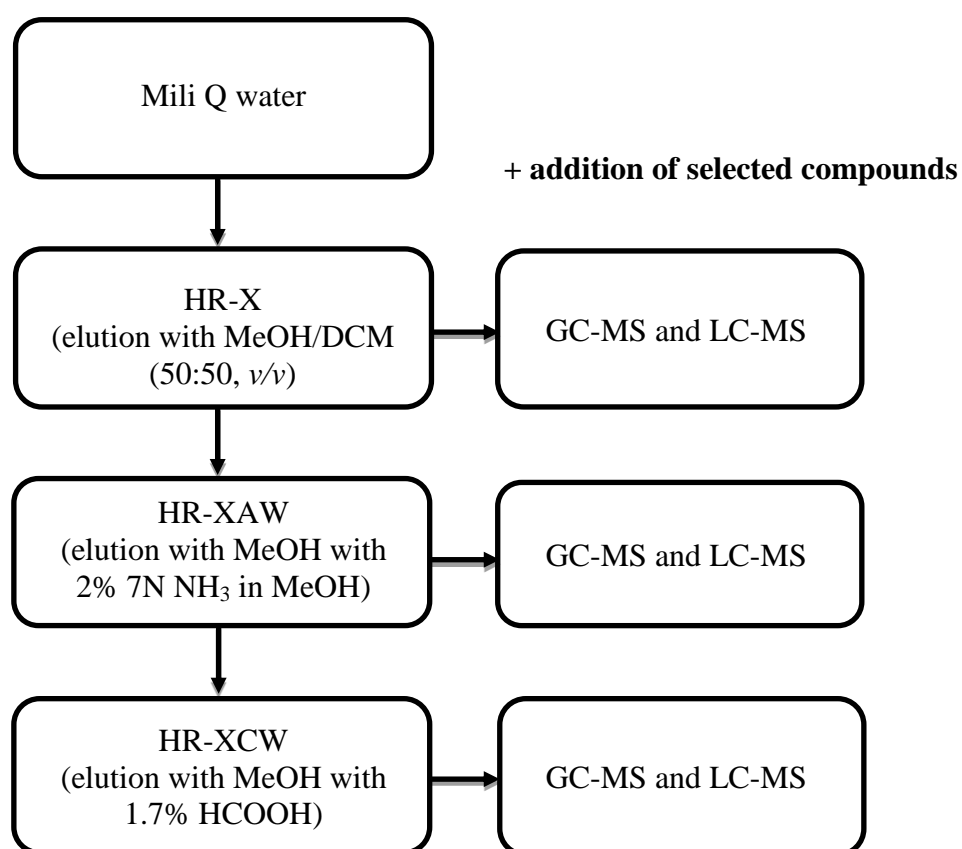 Mili Q water
+ addition of selected compounds
HR-X
(elution with MeOH/DCM
(50:50, v/v)
GC-MS and LC-MS
HR-XAW
(elution with MeOH with
2% 7N NH₃ in MeOH)
GC-MS and LC-MS
HR-XCW
(elution with MeOH with
1.7% HCOOH)
GC-MS and LC-MS